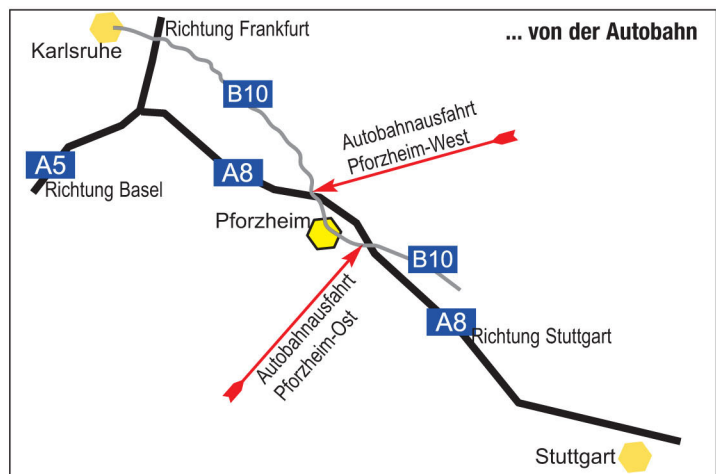 Richtung Frankfurt
... von der Autobahn
Karlsruhe
B10
Autobahnausfahrt
Pforzheim-West
A5
A8
Richtung Basel
Pforzheim
B10
Autobahnausfahrt
Pforzheim-Ost
A8
Richtung Stuttgart
Stuttgart